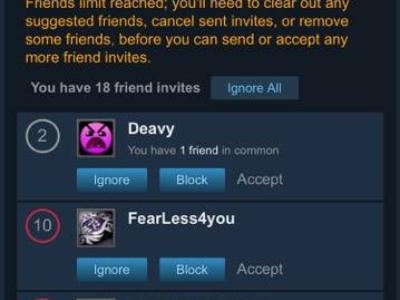 Friends limit reached; you'll need to clear out any
suggested friends, cancel sent invites, or remove
some friends, before you can send or accept any
more friend invites.
You have 18 friend invites Ignore All
2 Deavy
You have 1 friend in common
Ignore Block Accept
10 FearLess4you
Ignore Block Accept